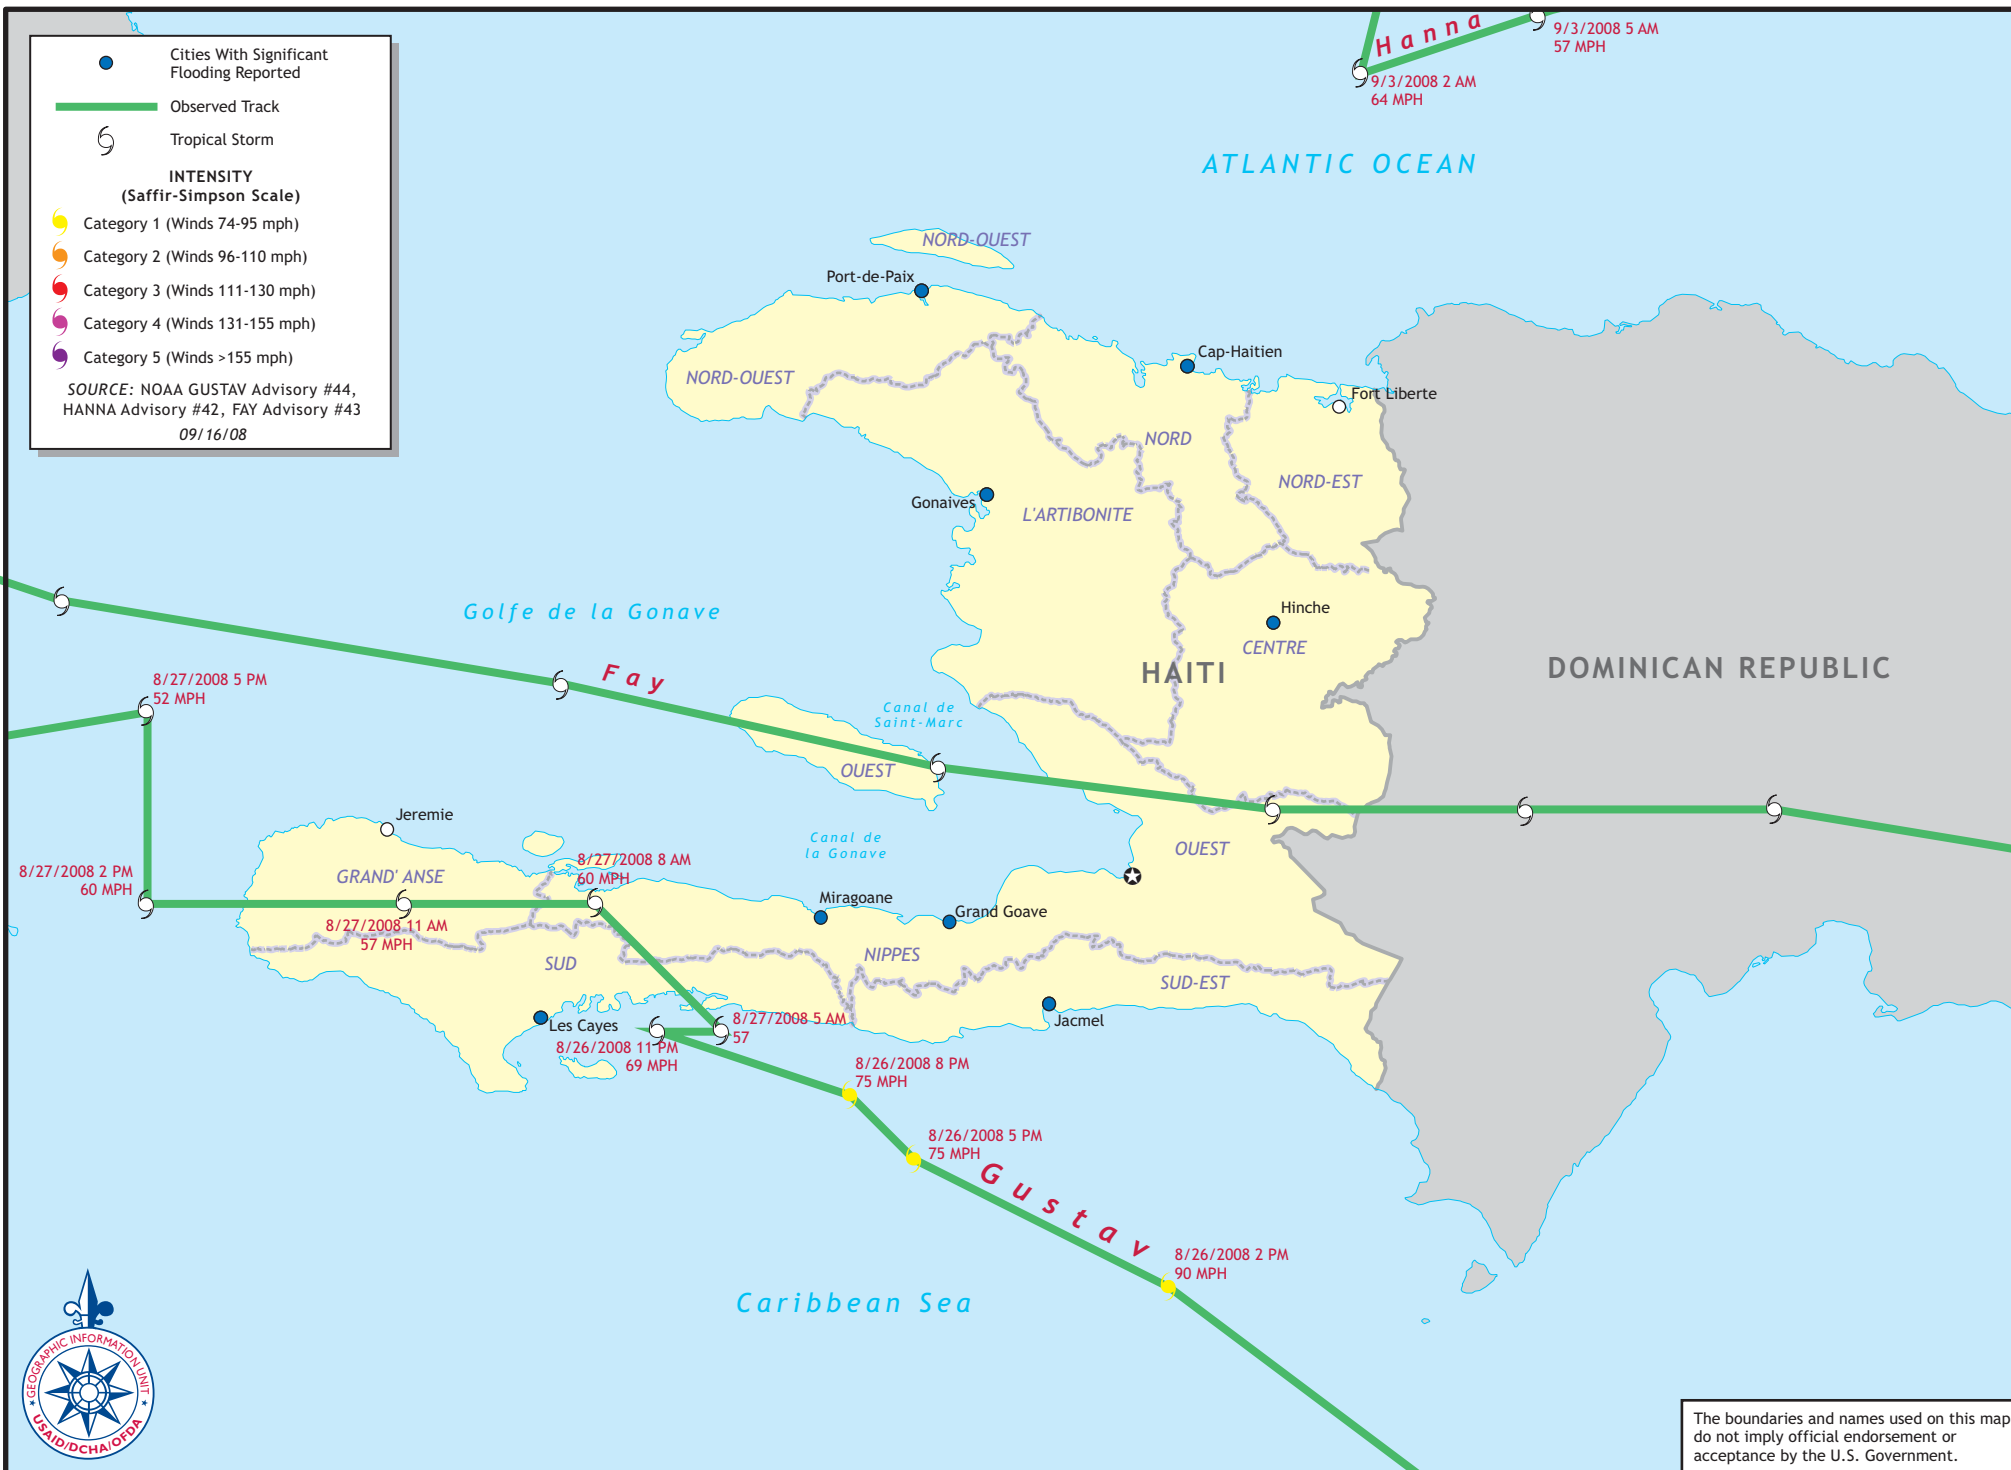 Cities With Significant
Flooding Reported
Observed Track
Tropical Storm
INTENSITY
(Saffir-Simpson Scale)
Category 1 (Winds 74-95 mph)
Category 2 (Winds 96-110 mph)
Category 3 (Winds 111-130 mph)
Category 4 (Winds 131-155 mph)
Category 5 (Winds >155 mph)
SOURCE: NOAA GUSTAV Advisory #44,
HANNA Advisory #42, FAY Advisory #43
09/16/08
Hanna
9/3/2008 5 AM
57 MPH
9/3/2008 2 AM
64 MPH
ATLANTIC OCEAN
NORD-OUEST
Port-de-Paix
Cap-Haitien
NORD-OUEST
Fort Liberte
NORD
NORD-EST
Gonaives
L'ARTIBONITE
Golfe de la Gonave
Hinche
CENTRE
HAITI
DOMINICAN REPUBLIC
Fay
8/27/2008 5 PM
52 MPH
Canal de
Saint-Marc
OUEST
Jeremie
Canal de
la Gonave
OUEST
8/27/2008 2 PM
60 MPH
GRAND' ANSE
8/27/2008 8 AM
60 MPH
Miragoane
Grand Goave
8/27/2008 11 AM
57 MPH
SUD
NIPPES
SUD-EST
Les Cayes
8/27/2008 5 AM
57
Jacmel
8/26/2008 11 PM
69 MPH
8/26/2008 8 PM
75 MPH
8/26/2008 5 PM
75 MPH
Gustav
8/26/2008 2 PM
90 MPH
Caribbean Sea
GEOGRAPHIC INFORMATION UNIT
USAID/DCHA/OFDA
The boundaries and names used on this map
do not imply official endorsement or
acceptance by the U.S. Government.